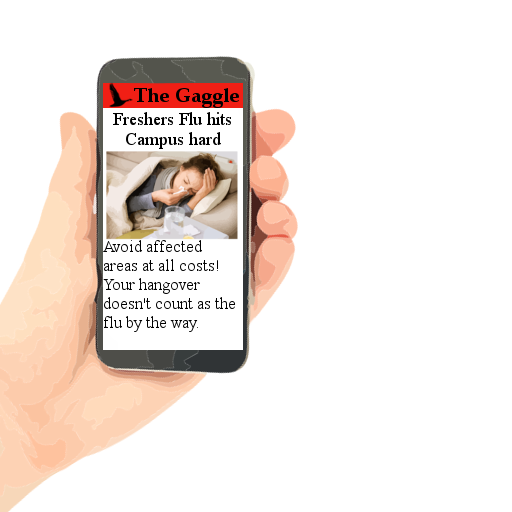 The Gaggle
Freshers Flu hits
Campus hard
Avoid affected
areas at all costs!
Your hangover
doesn't count as the
flu by the way.